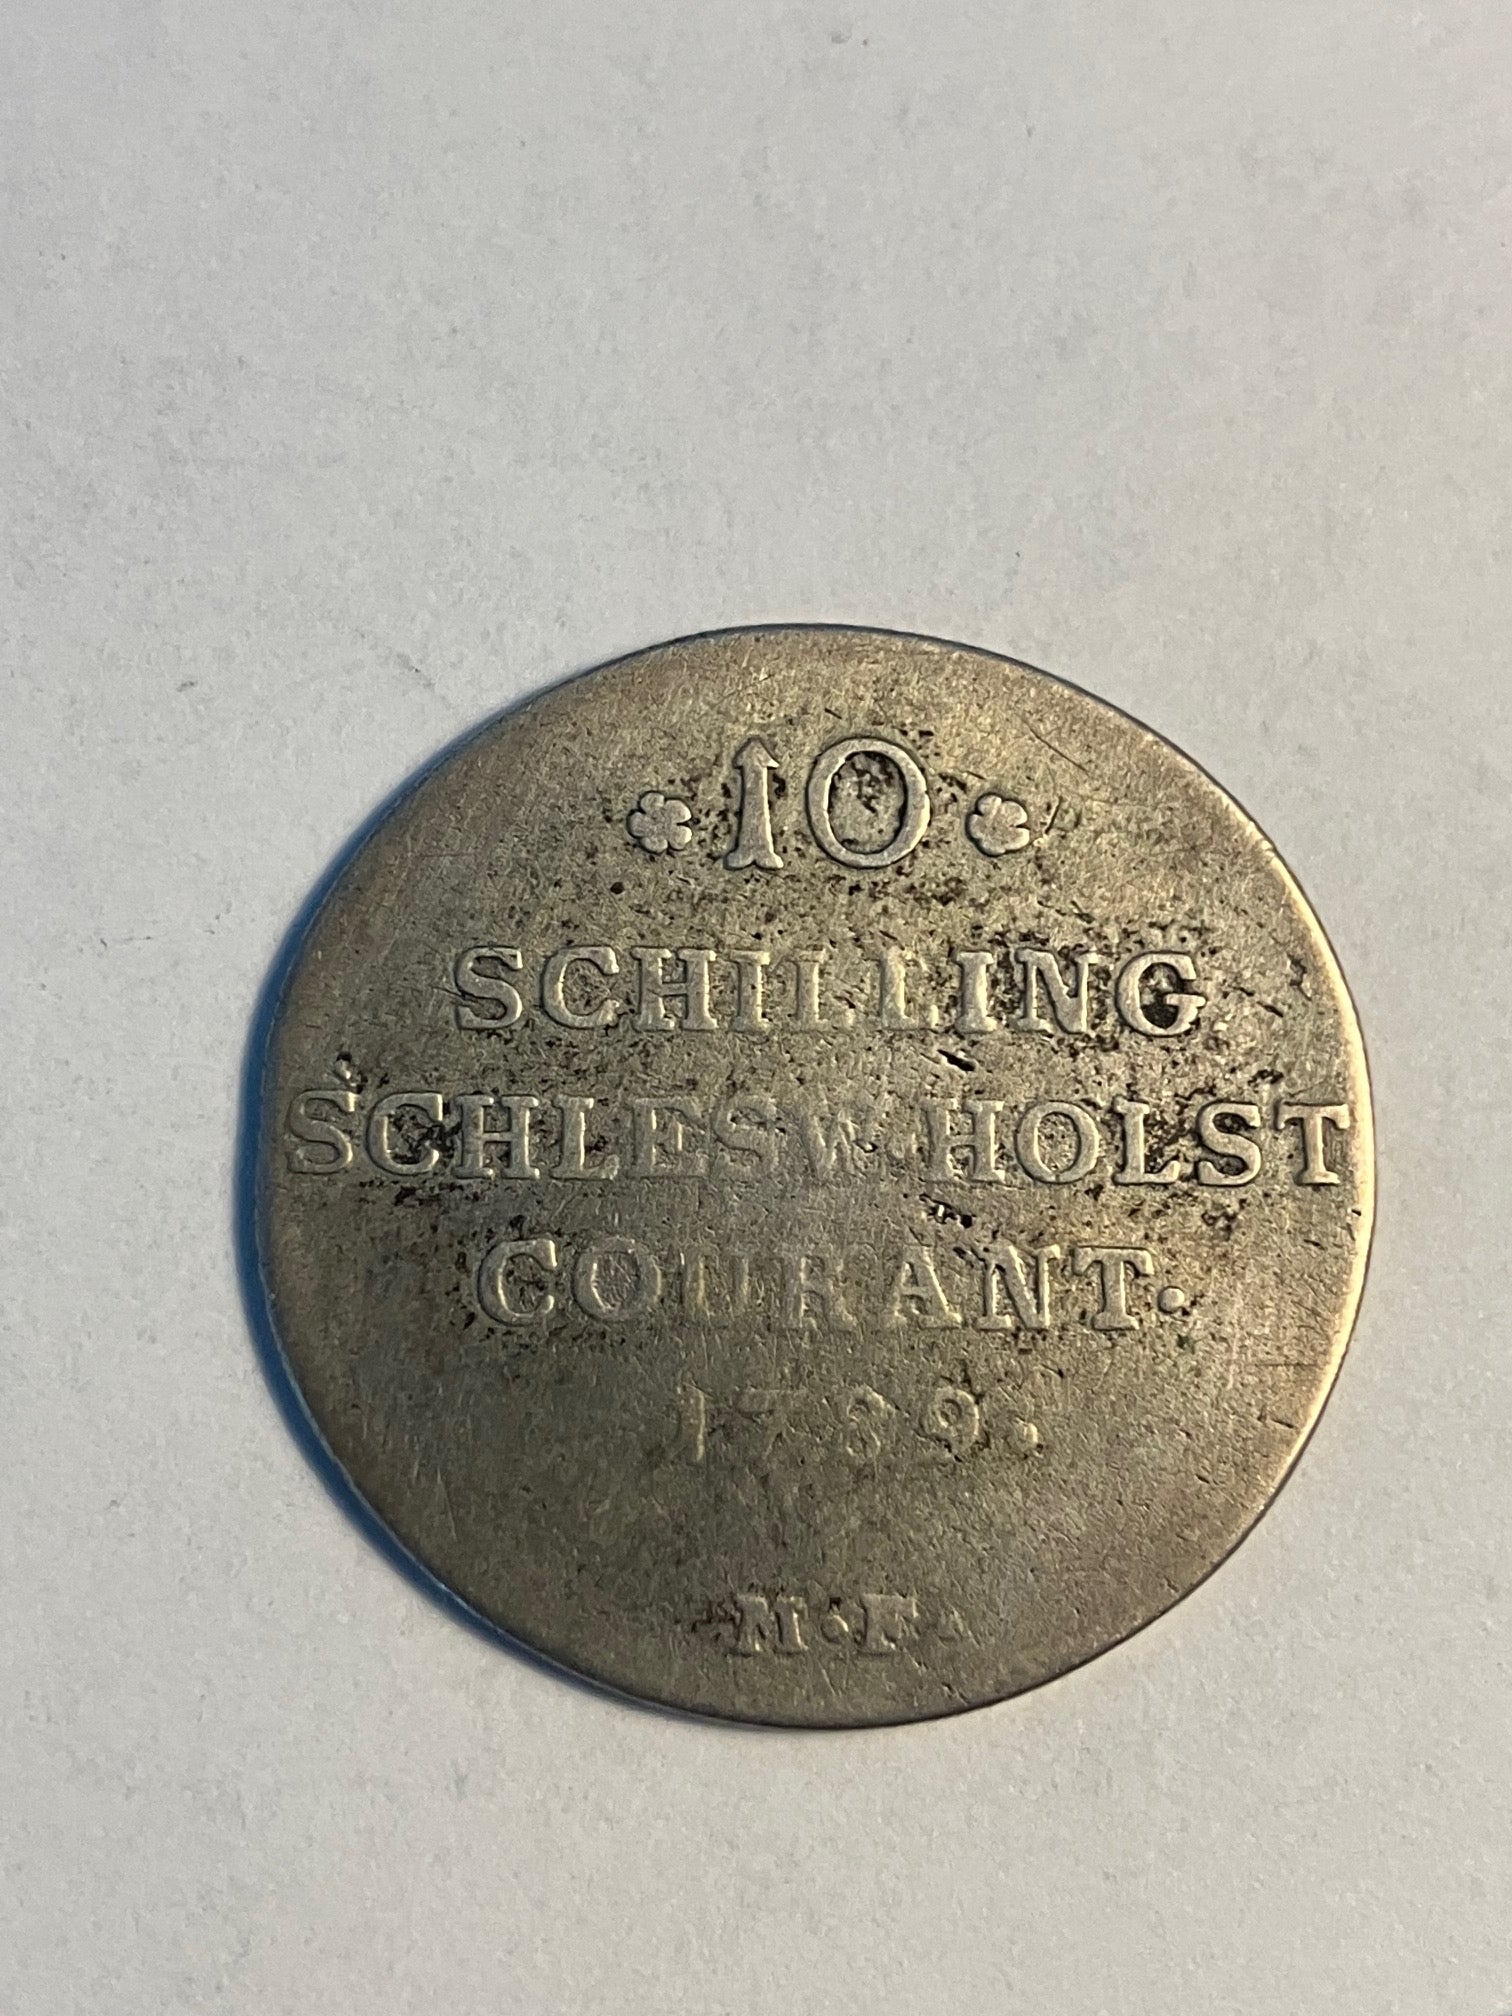 10
SCHILLING
SCHLESW. HOLST
COURANT.
1789.
M.F.